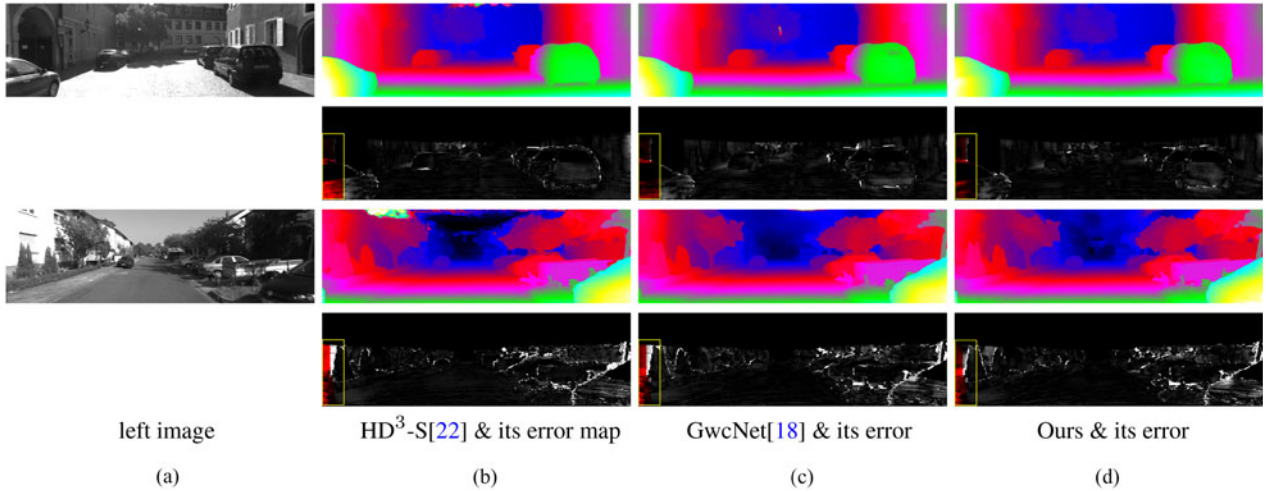 left image HD³-S[22] & its error map GwcNet[18] & its error Ours & its error
(a) (b) (c) (d)